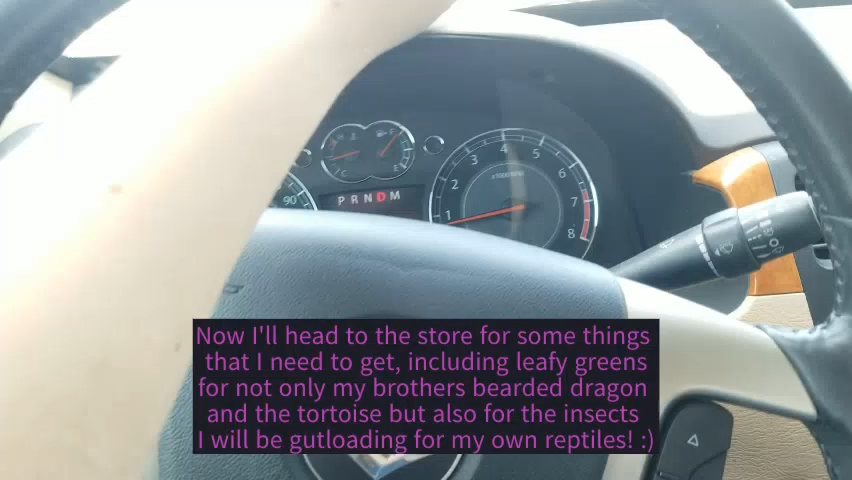 H
F
C
E
90
P R N D M
1
2
3
4
5
6
7
8
x1000 RPM
Now I'll head to the store for some things
that I need to get, including leafy greens
for not only my brothers bearded dragon
and the tortoise but also for the insects
I will be gutloading for my own reptiles! :)